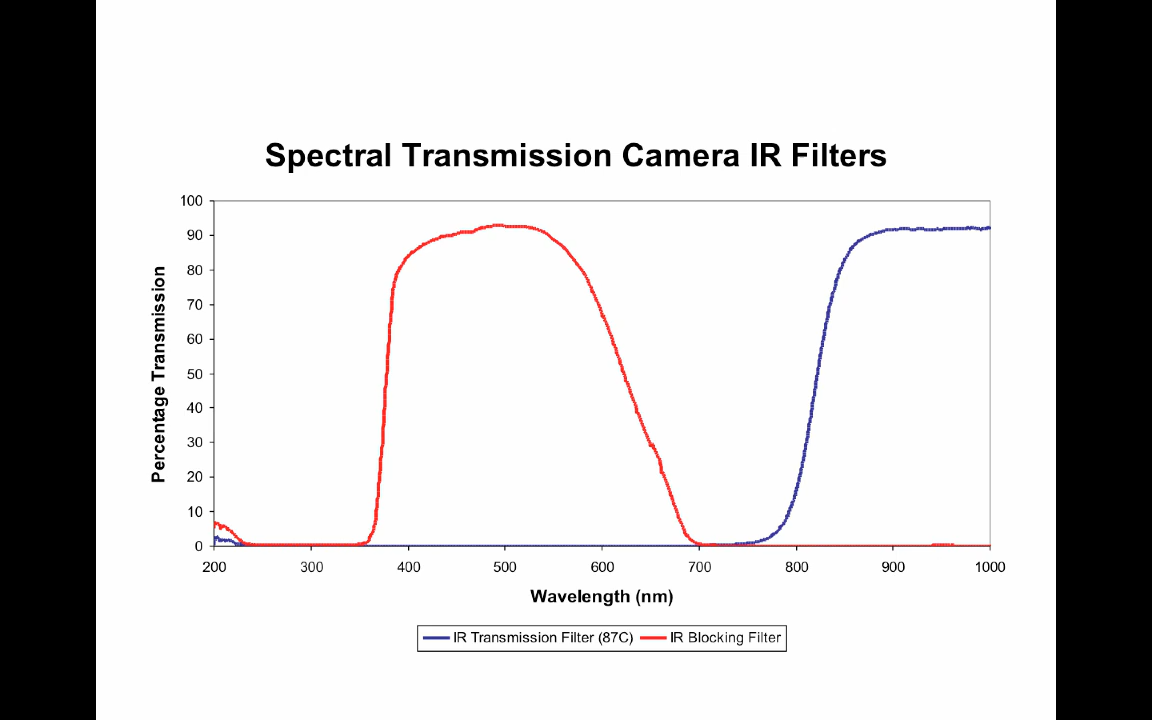 Spectral Transmission Camera IR Filters
100
90
80
70
60
50
40
30
20
10
0
Percentage Transmission
200 300 400 500 600 700 800 900 1000
Wavelength (nm)
IR Transmission Filter (87C) IR Blocking Filter